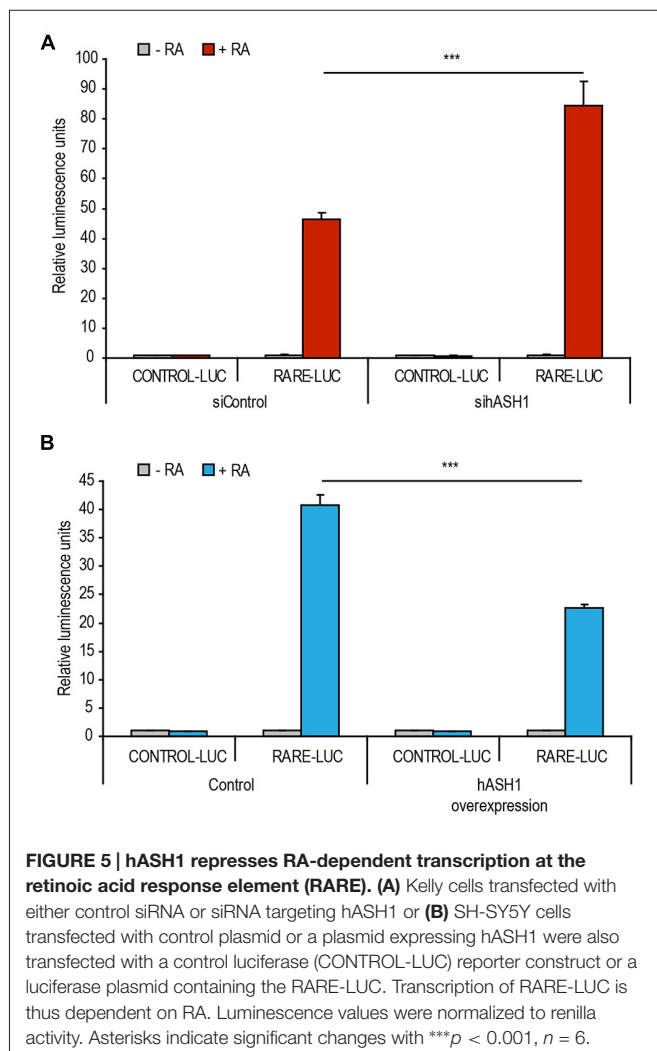 A
- RA + RA
***
100
90
80
70
60
50
40
30
20
10
0
Relative luminescence units
CONTROL-LUC RARE-LUC CONTROL-LUC RARE-LUC
siControl sihASH1
B
- RA + RA
***
45
40
35
30
25
20
15
10
5
0
Relative luminescence units
CONTROL-LUC RARE-LUC CONTROL-LUC RARE-LUC
Control hASH1
overexpression
FIGURE 5 | hASH1 represses RA-dependent transcription at the
retinoic acid response element (RARE). (A) Kelly cells transfected with
either control siRNA or siRNA targeting hASH1 or (B) SH-SY5Y cells
transfected with control plasmid or a plasmid expressing hASH1 were also
transfected with a control luciferase (CONTROL-LUC) reporter construct or a
luciferase plasmid containing the RARE-LUC. Transcription of RARE-LUC is
thus dependent on RA. Luminescence values were normalized to renilla
activity. Asterisks indicate significant changes with ***p < 0.001, n = 6.